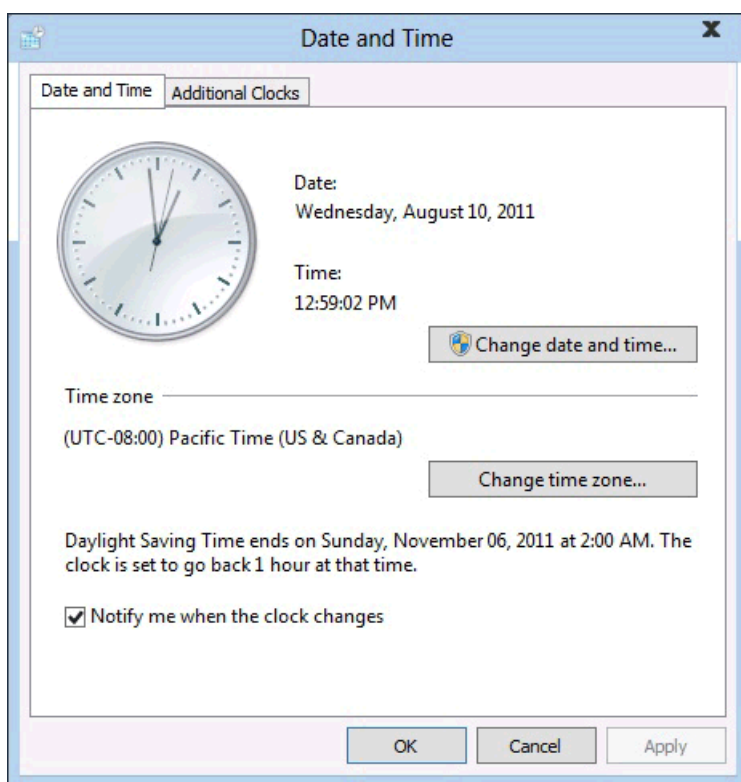 Date and Time
Date and Time
Additional Clocks
Date:
Wednesday, August 10, 2011
Time:
12:59:02 PM
Change date and time...
Time zone
(UTC-08:00) Pacific Time (US & Canada)
Change time zone...
Daylight Saving Time ends on Sunday, November 06, 2011 at 2:00 AM. The
clock is set to go back 1 hour at that time.
Notify me when the clock changes
OK
Cancel
Apply